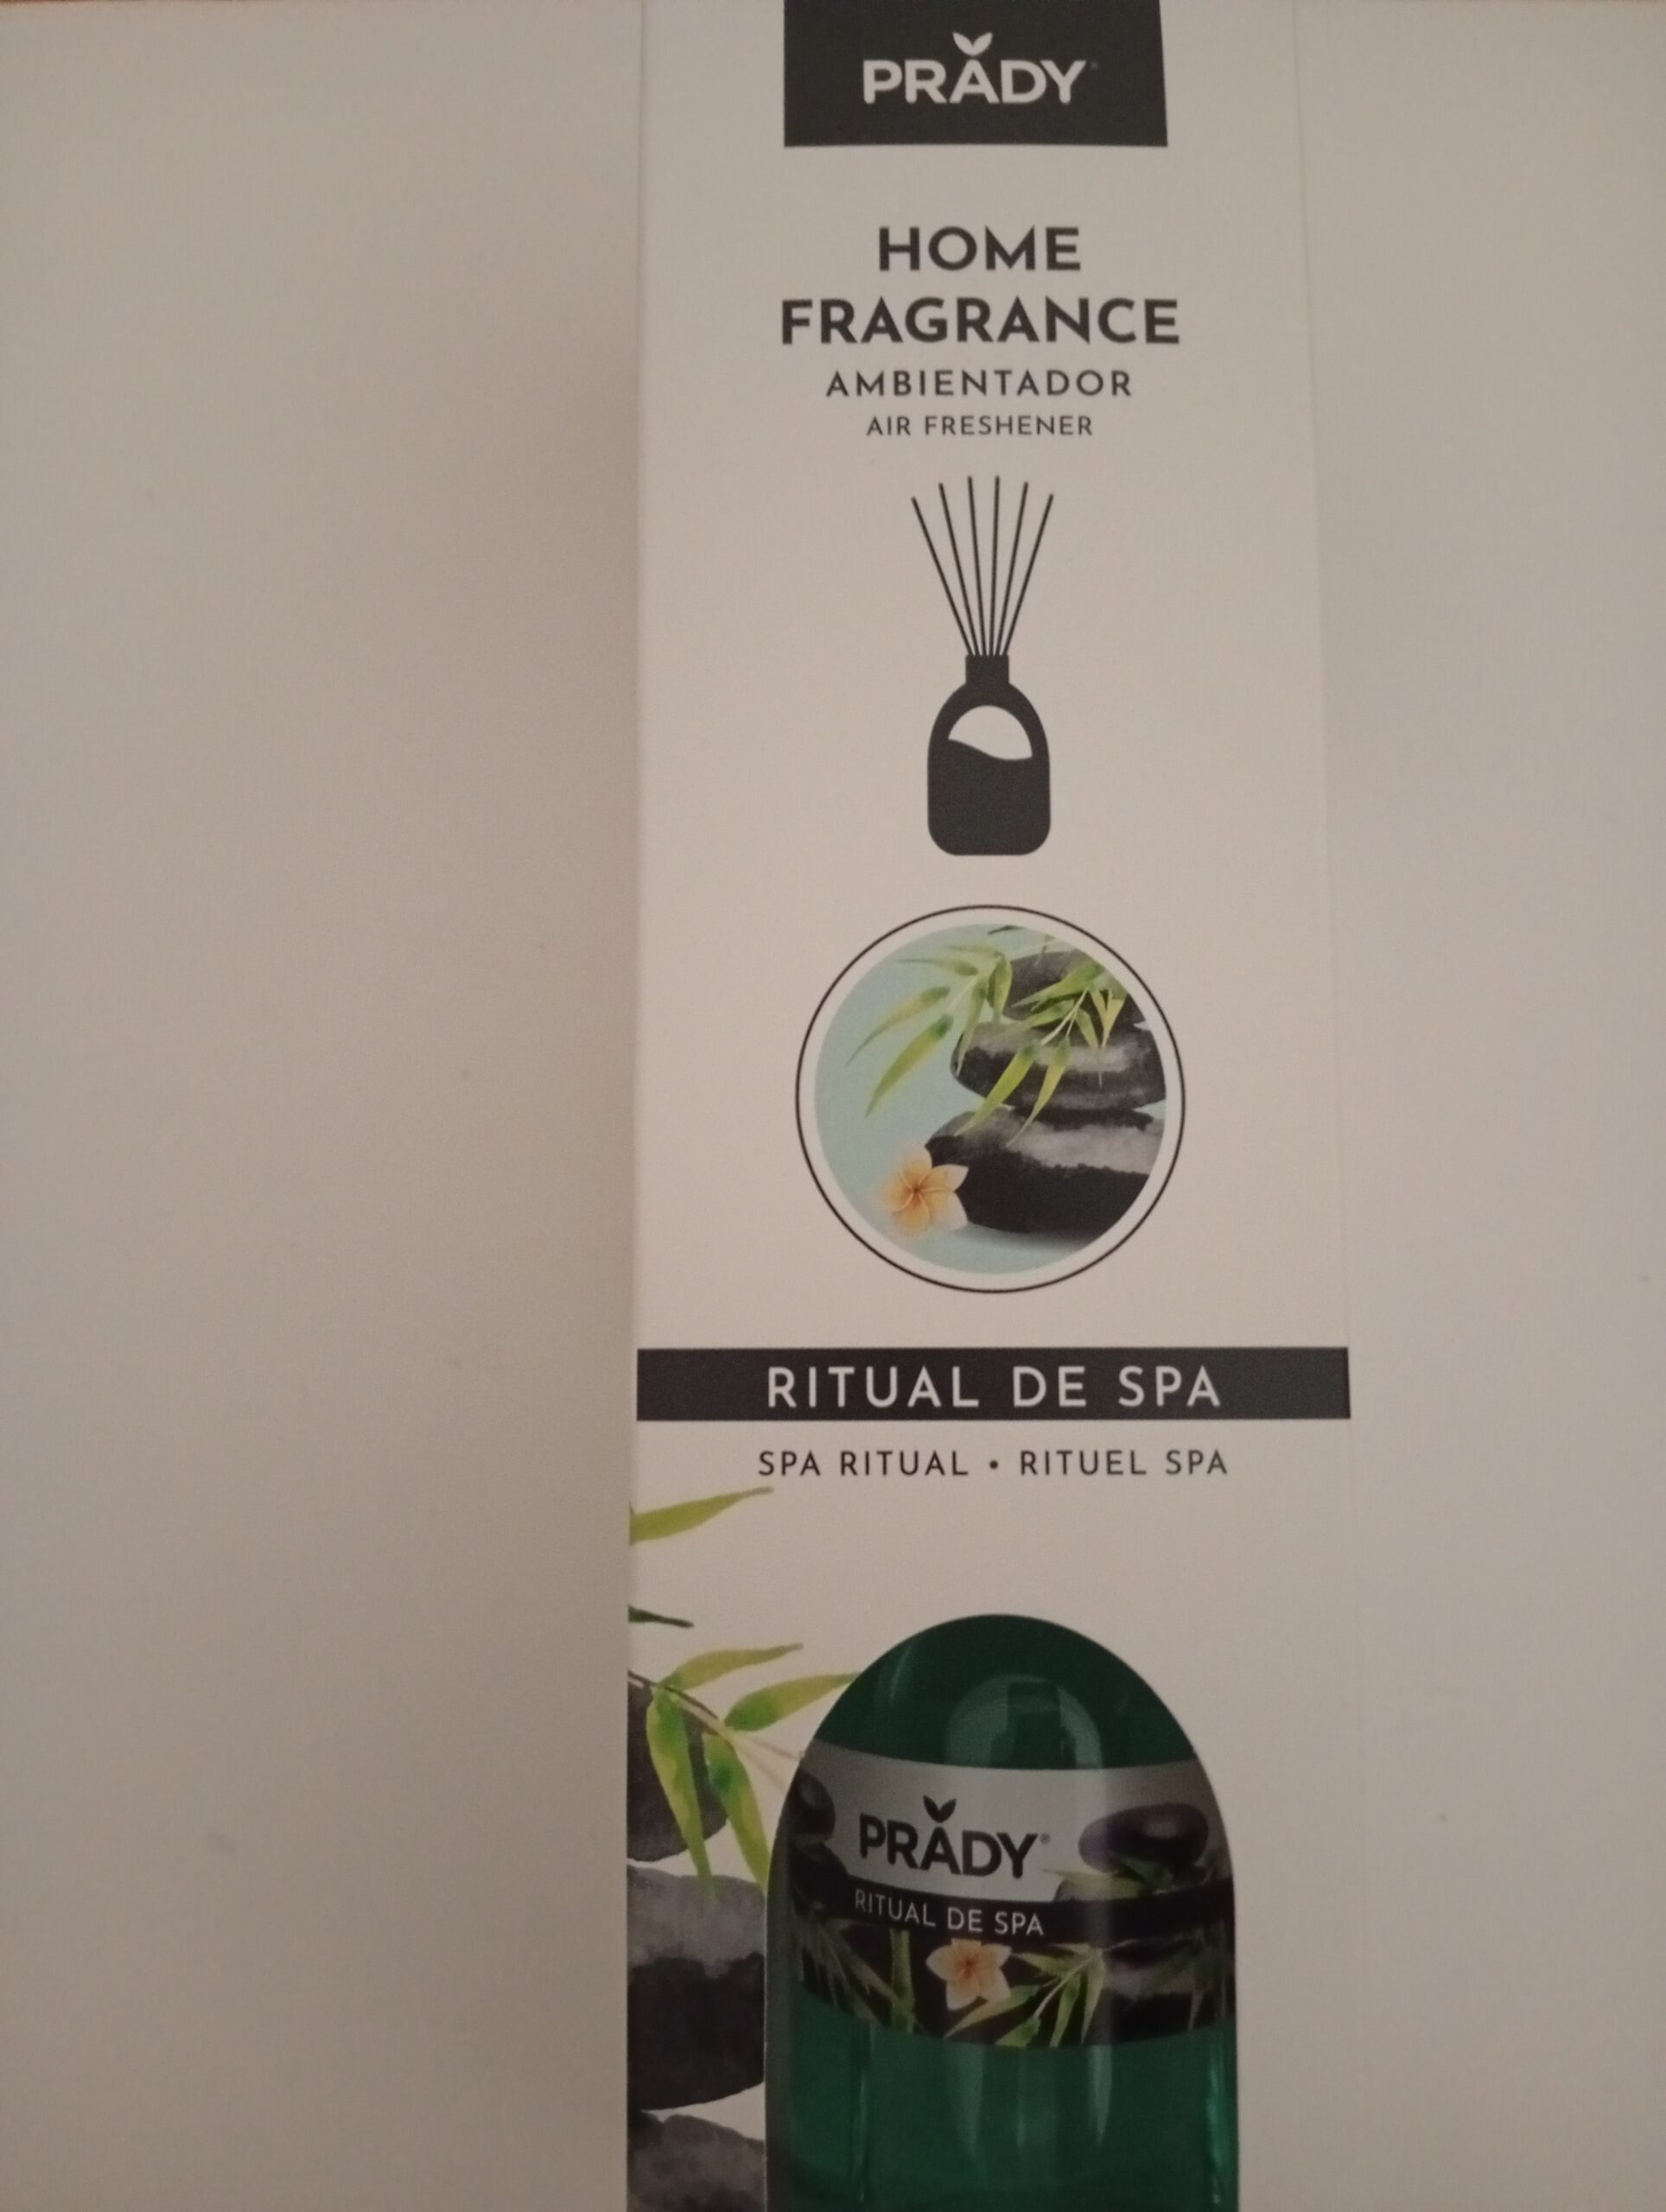 PRADY
HOME
FRAGRANCE
AMBIENTADOR
AIR FRESHENER
RITUAL DE SPA
SPA RITUAL • RITUEL SPA
PRADY®
RITUAL DE SPA